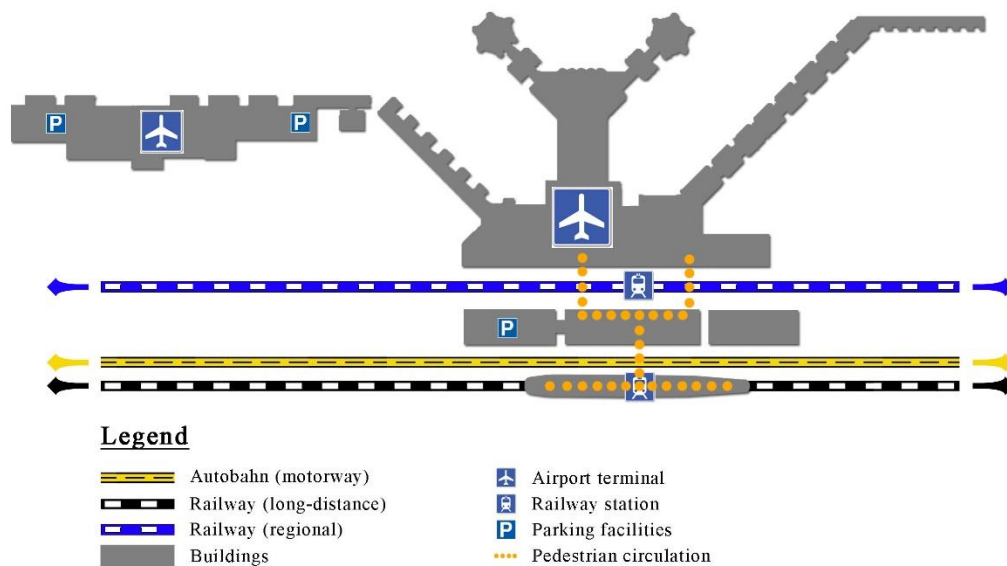 P
P
P
Legend
Autobahn (motorway)
Railway (long-distance)
Railway (regional)
Buildings
Airport terminal
Railway station
P
Parking facilities
Pedestrian circulation